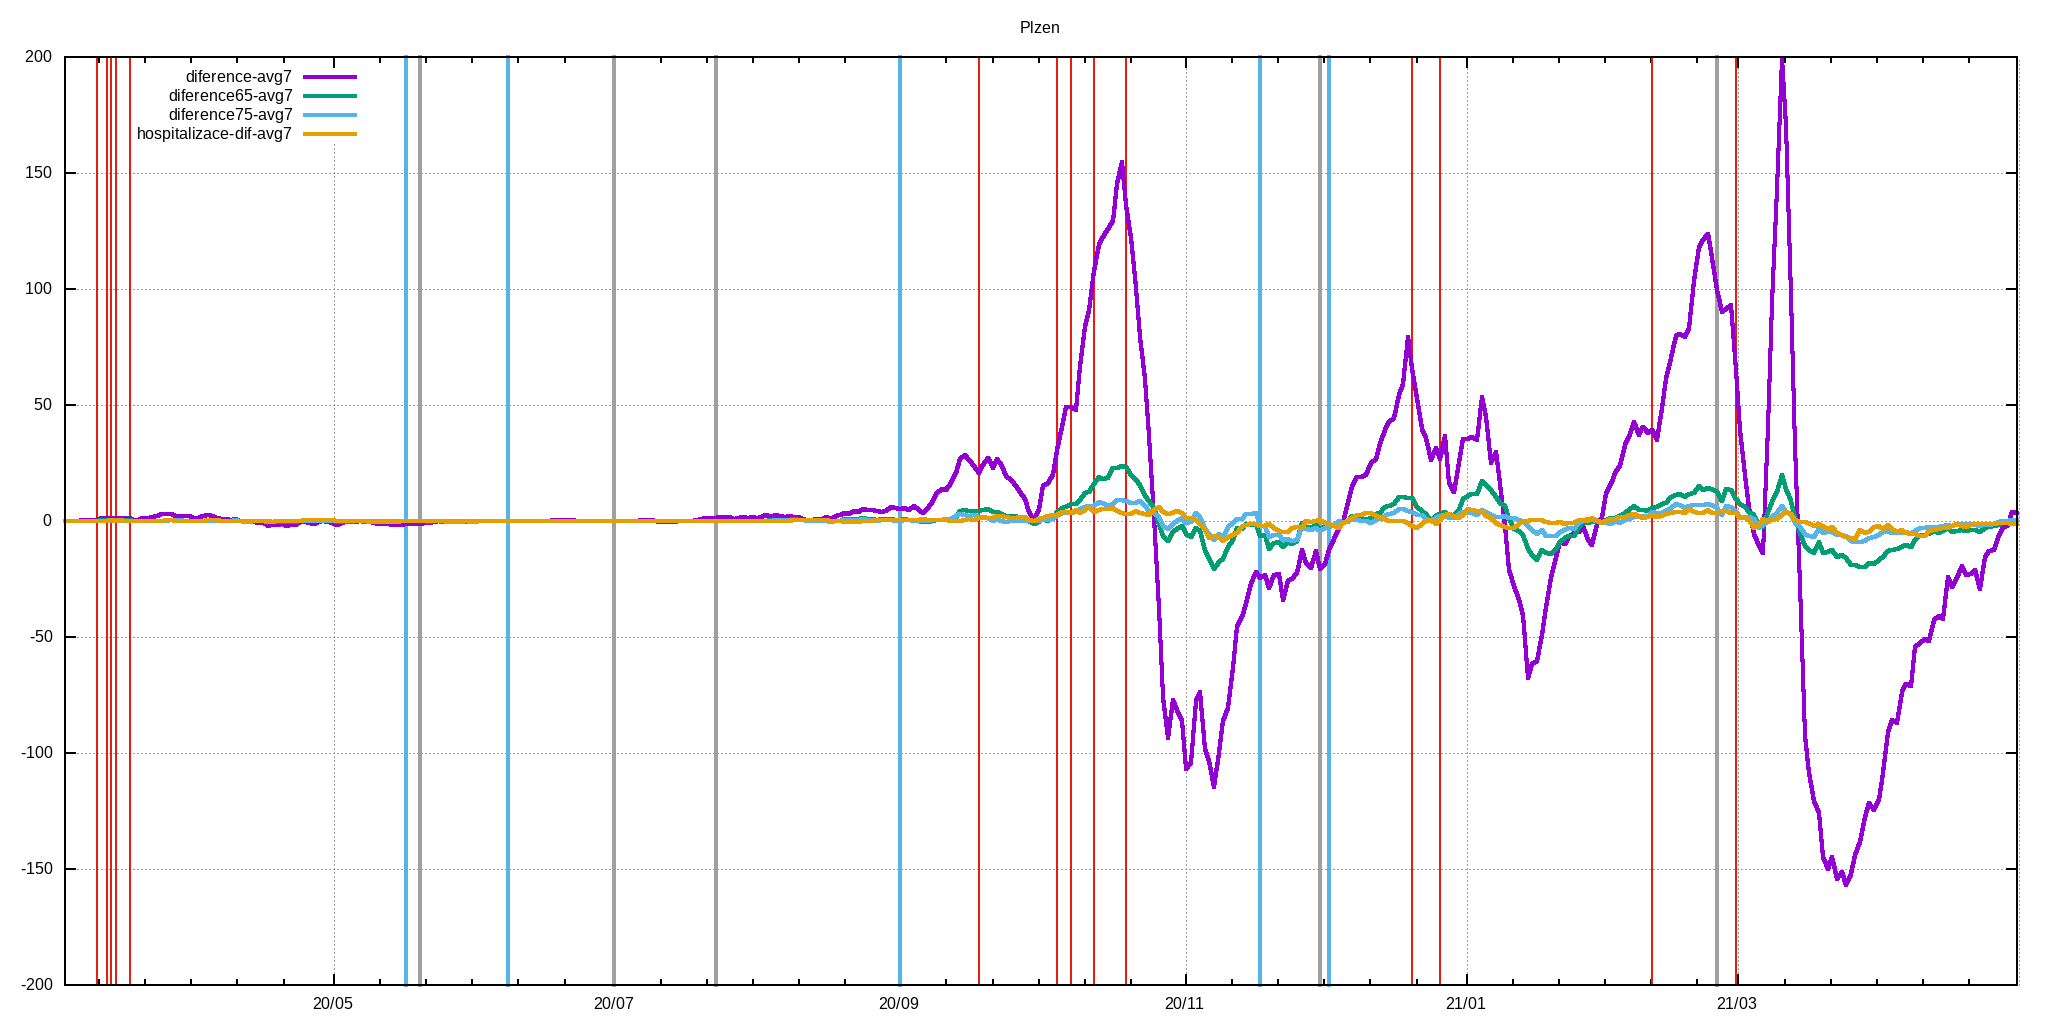 Plzen
diference-avg7
diference65-avg7
diference75-avg7
hospitalizace-dif-avg7
200
150
100
50
0
-50
-100
-150
-200
20/05 20/07 20/09 20/11 21/01 21/03